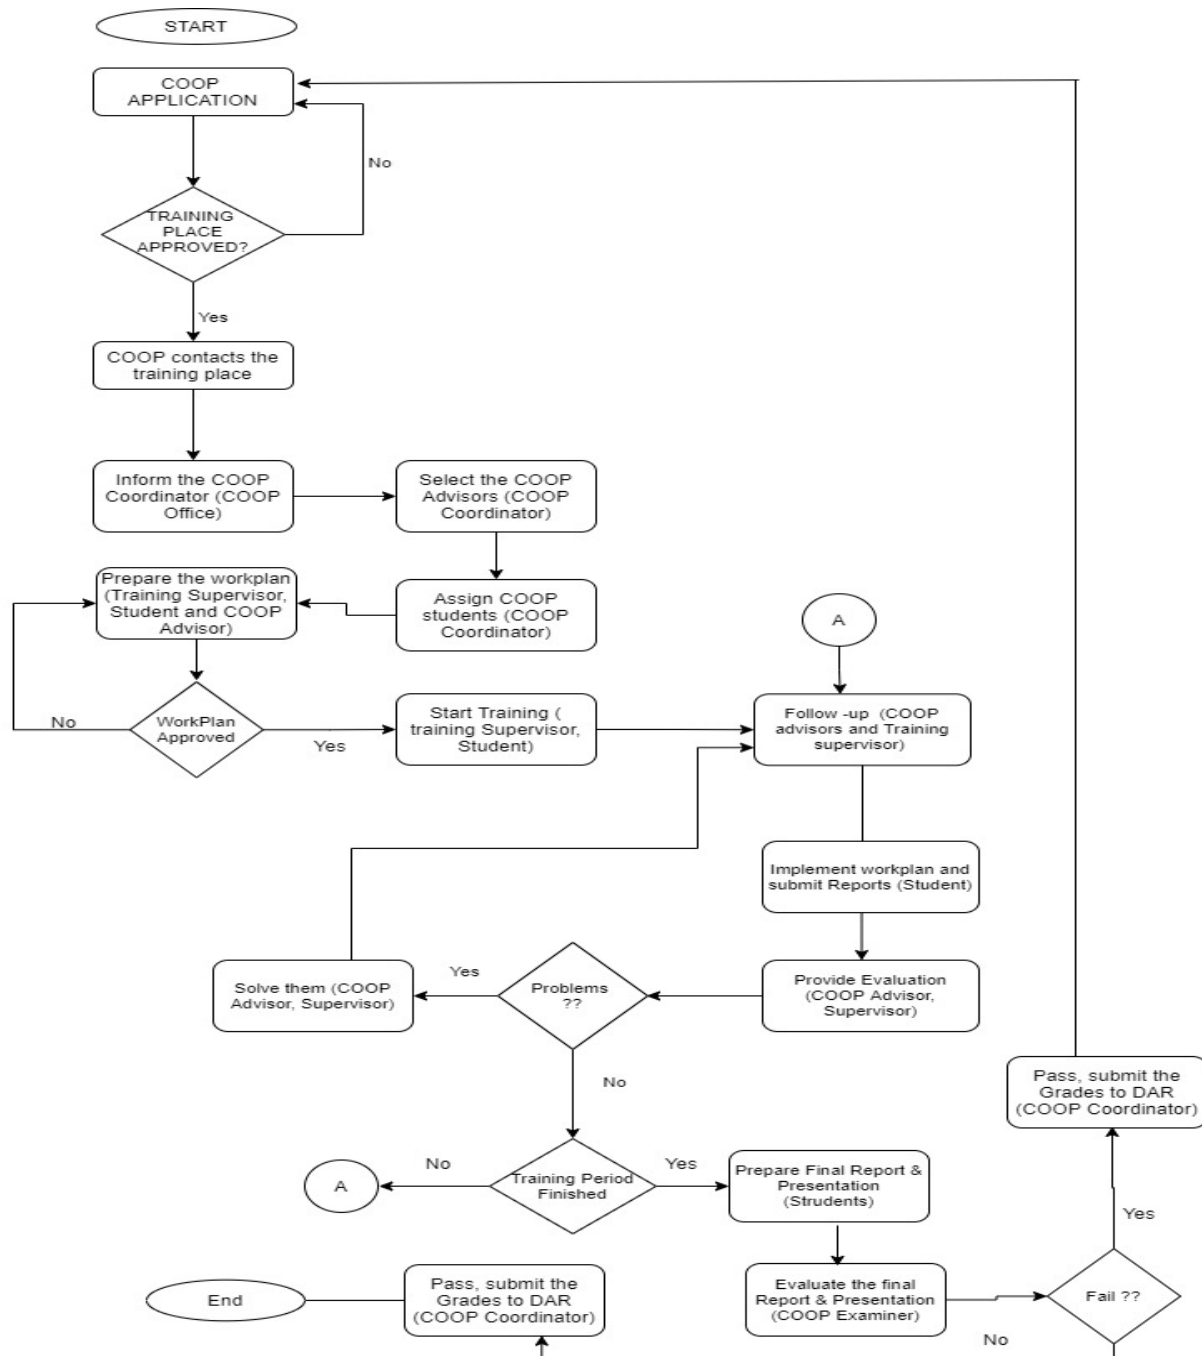 START
COOP
APPLICATION
No
TRAINING
PLACE
APPROVED?
Yes
COOP contacts the
training place
Inform the COOP
Coordinator (COOP
Office)
Select the COOP
Advisors (COOP
Coordinator)
Assign COOP
students (COOP
Coordinator)
Prepare the workplan
(Training Supervisor,
Student and COOP
Advisor)
WorkPlan
Approved
No
Yes
Start Training (
training Supervisor,
Student)
A
Follow -up (COOP
advisors and Training
supervisor)
Implement workplan and
submit Reports (Student)
Provide Evaluation
(COOP Advisor,
Supervisor)
Problems
??
Yes
Solve them (COOP
Advisor, Supervisor)
No
Training Period
Finished
No
A
Yes
Prepare Final Report &
Presentation
(Strudents)
Evaluate the final
Report & Presentation
(COOP Examiner)
Fail ??
Yes
Pass, submit the
Grades to DAR
(COOP Coordinator)
No
Pass, submit the
Grades to DAR
(COOP Coordinator)
End